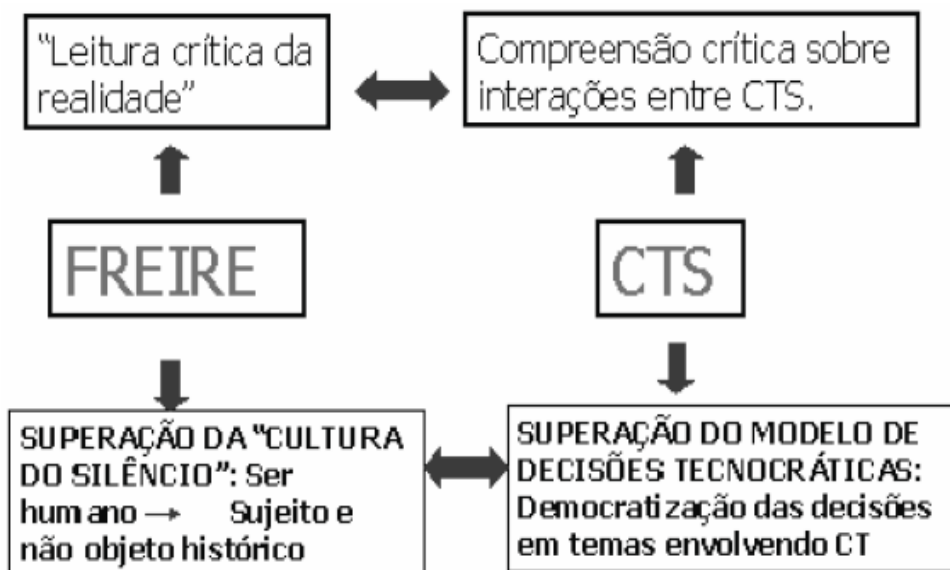 “Leitura crítica da
realidade”
Compreensão crítica sobre
interações entre CTS.
FREIRE
CTS
SUPERAÇÃO DA “CULTURA
DO SILÊNCIO”: Ser
humano → Sujeito e
não objeto histórico
SUPERAÇÃO DO MODELO DE
DECISÕES TECNOCRÁTICAS:
Democratização das decisões
em temas envolvendo CT